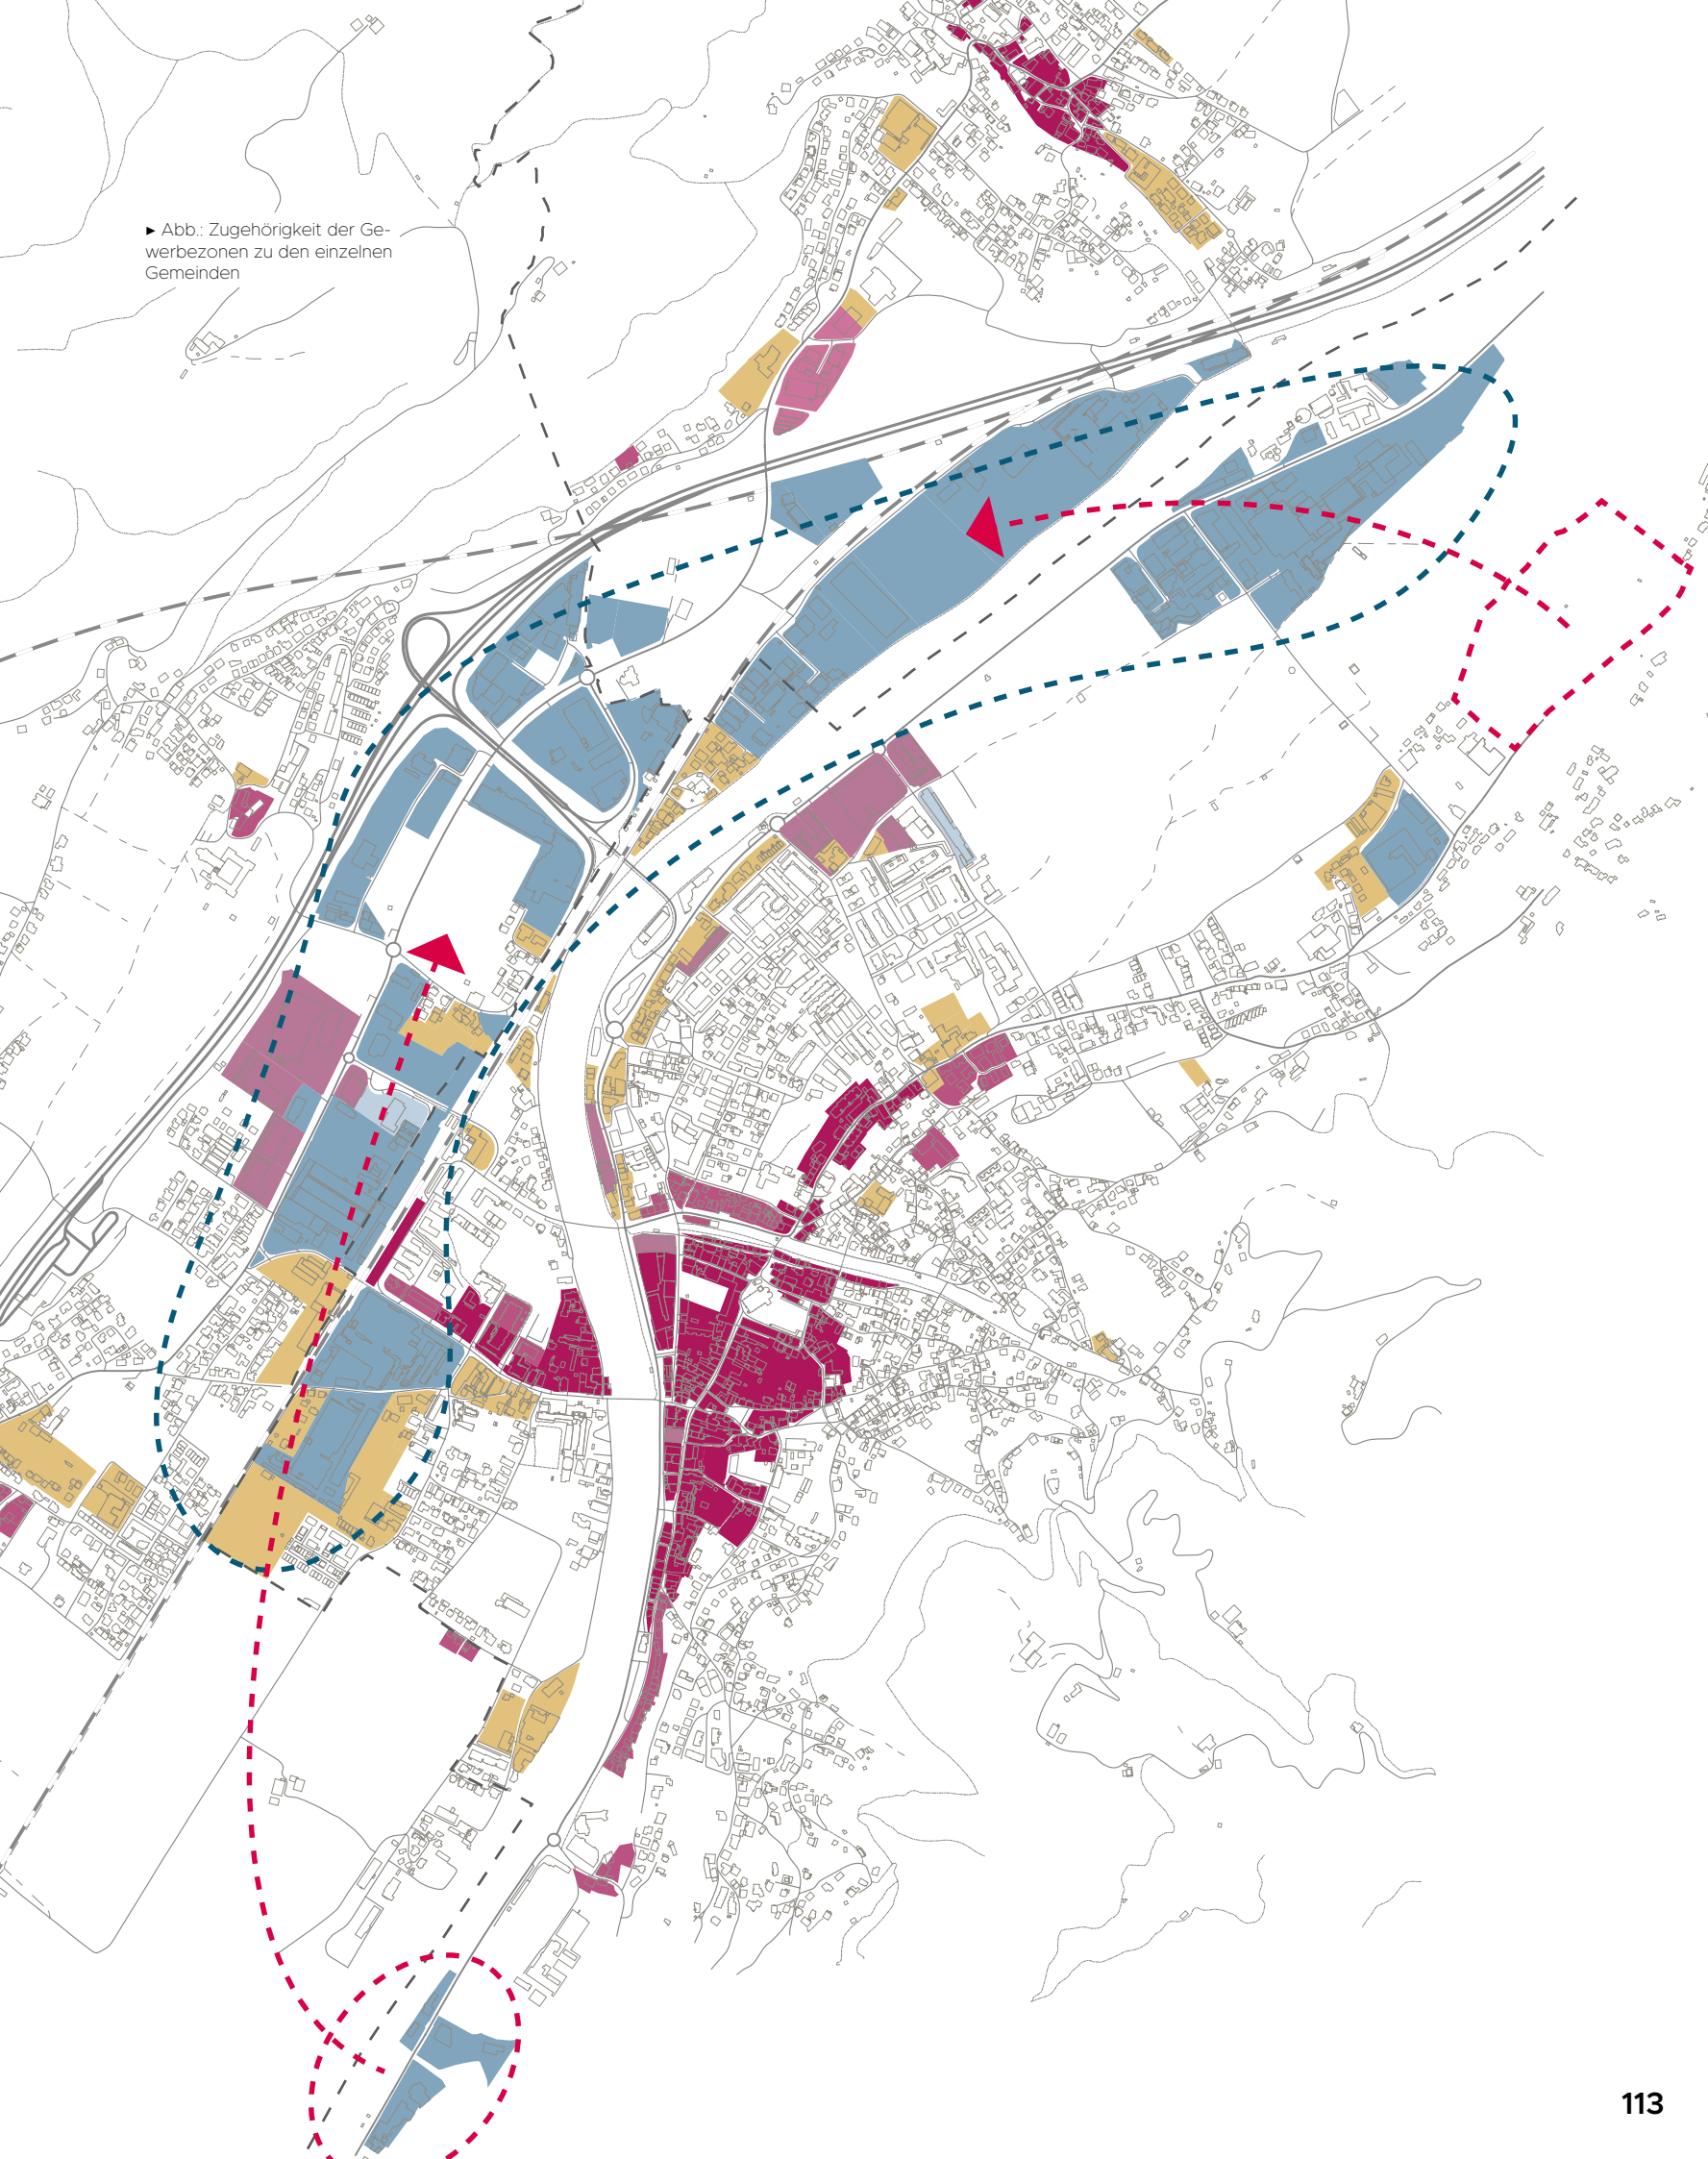 ▸ Abb.: Zugehörigkeit der Ge-
werbezonen zu den einzelnen
Gemeinden
113